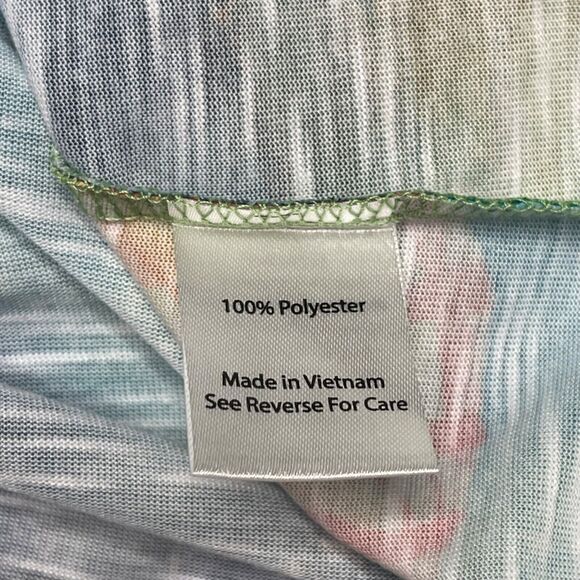 100% Polyester
Made in Vietnam
See Reverse For Care